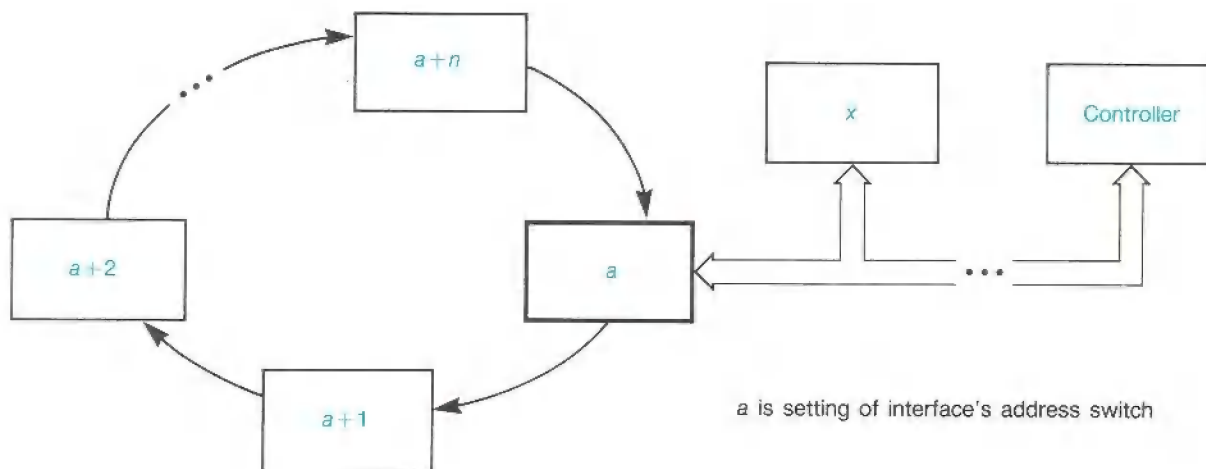 a+n
x
Controller
a+2
a
a+1
a is setting of interface's address switch